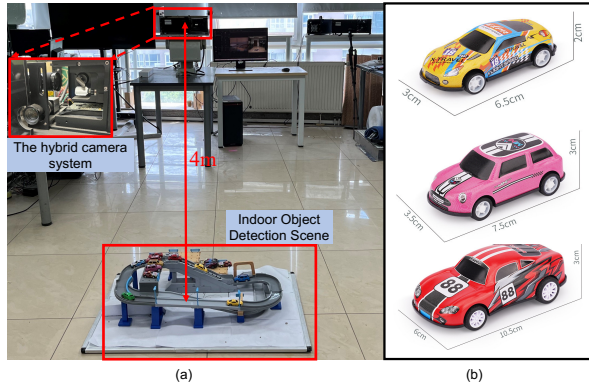 The hybrid camera
system
4m
Indoor Object
Detection Scene
(a)
2cm
3cm
6.5cm
18
3cm
3.5cm
7.5cm
88
88
3cm
6cm
10.5cm
(b)